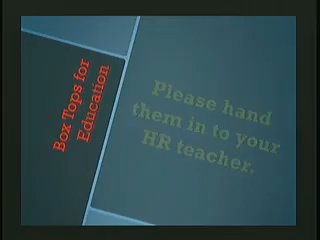 Box Tops for
Education
Please hand
them in to your
HR teacher.